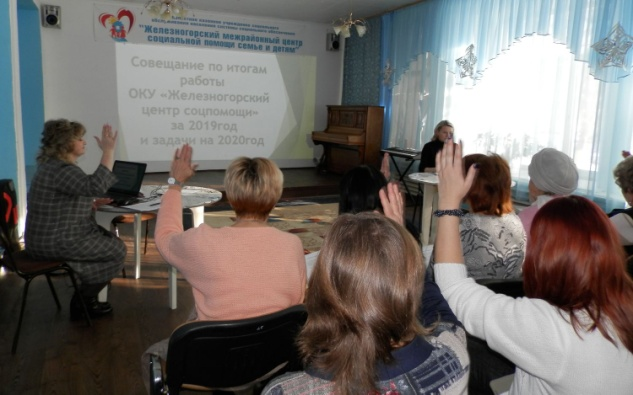 "Железногорский межрайонный центр
социальной помощи семье и детям"
Совещание по итогам
работы
ОКУ «Железногорский
центр соцпомощи»
за 2019год
и задачи на 2020год